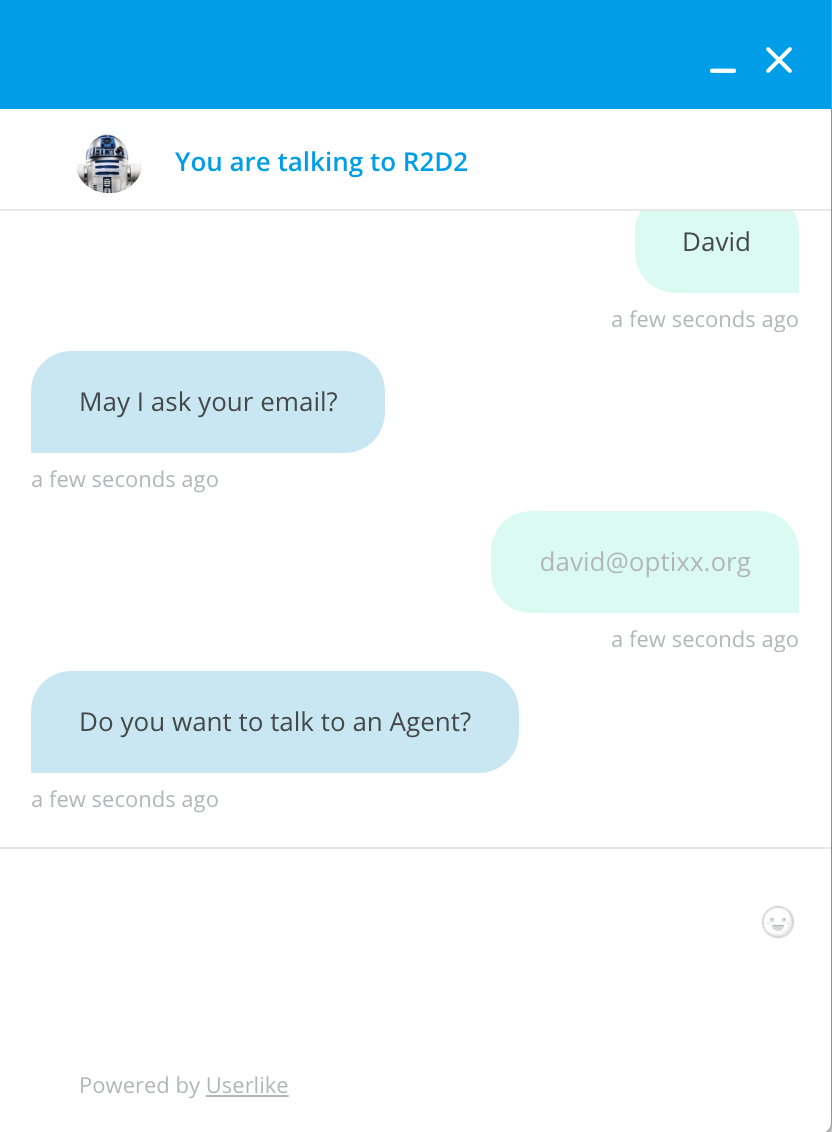 You are talking to R2D2
David
a few seconds ago
May I ask your email?
a few seconds ago
david@optixx.org
a few seconds ago
Do you want to talk to an Agent?
a few seconds ago
Powered by Userlike